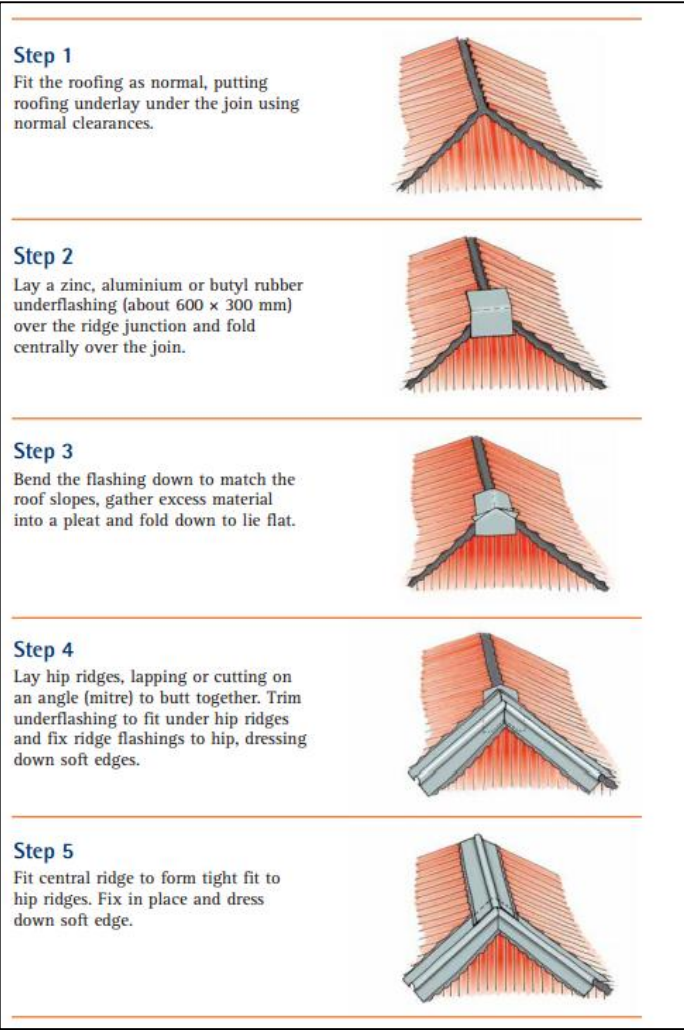 Step 1
Fit the roofing as normal, putting
roofing underlay under the join using
normal clearances.
Step 2
Lay a zinc, aluminium or butyl rubber
underflashing (about 600 × 300 mm)
over the ridge junction and fold
centrally over the join.
Step 3
Bend the flashing down to match the
roof slopes, gather excess material
into a pleat and fold down to lie flat.
Step 4
Lay hip ridges, lapping or cutting on
an angle (mitre) to butt together. Trim
underflashing to fit under hip ridges
and fix ridge flashings to hip, dressing
down soft edges.
Step 5
Fit central ridge to form tight fit to
hip ridges. Fix in place and dress
down soft edge.